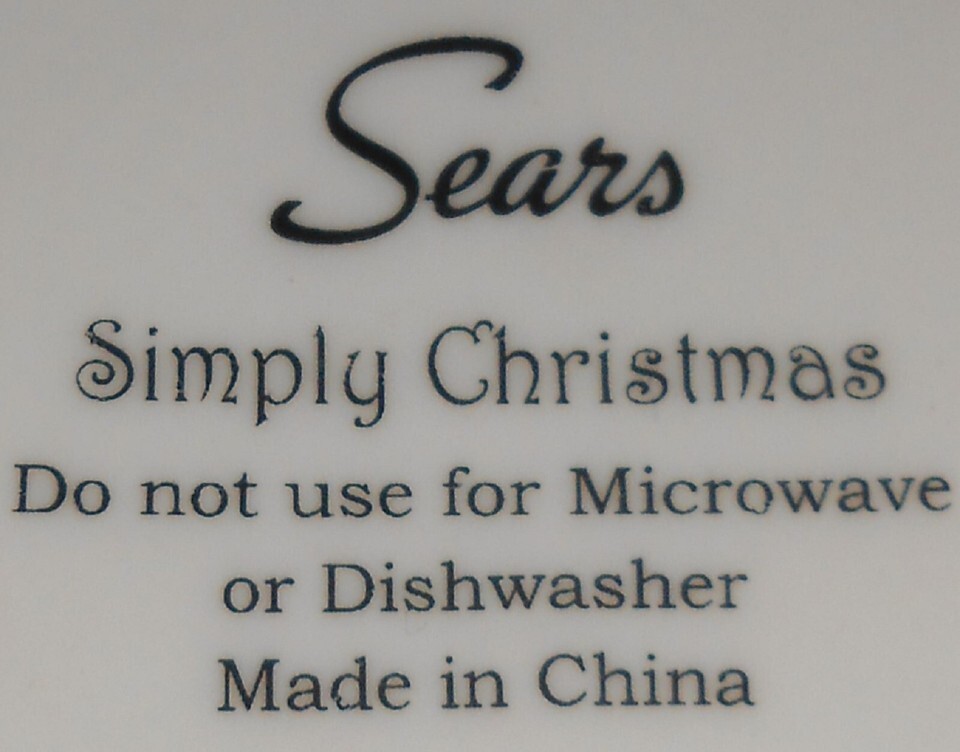 Sears
Simply Christmas
Do not use for Microwave
or Dishwasher
Made in China